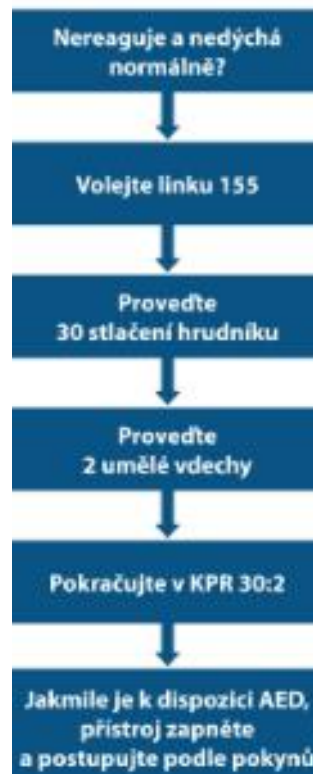 Nereaguje a nedýchá
normálně?
Volejte linku 155
Proveďte
30 stlačení hrudníku
Proveďte
2 umělé vdechy
Pokračujte v KPR 30:2
Jakmile je k dispozici AED,
přístroj zapněte
a postupujte podle pokynů